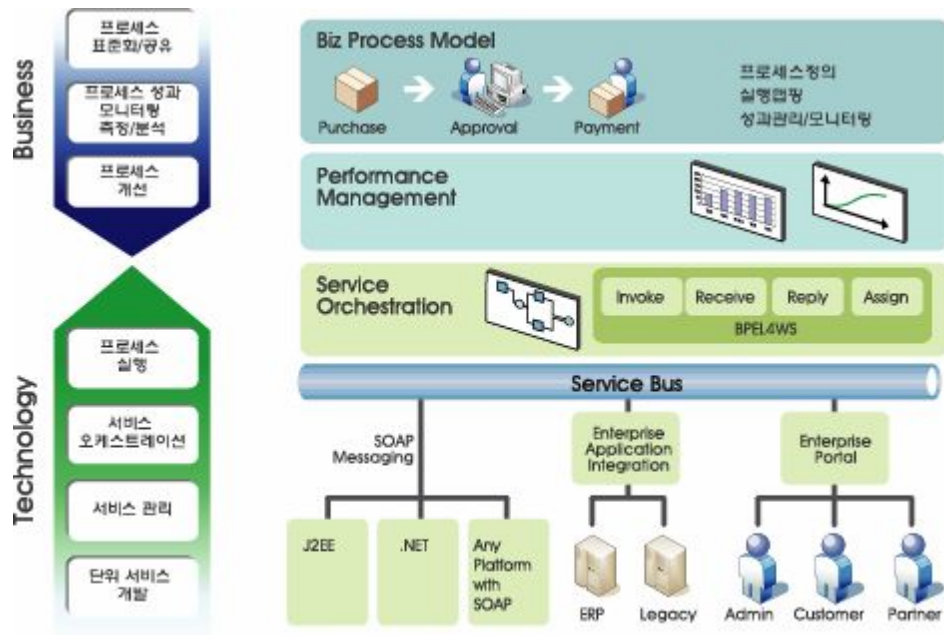 Business
프로세스
표준화/공유
프로세스 성과
모니터링
측정/분석
프로세스
개선
Technology
프로세스
실행
서비스
오케스트레이션
서비스 관리
단위 서비스
개발
Biz Process Model
Purchase
Approval
Payment
프로세스정의
실행맵핑
성과관리/모니터링
Performance
Management
Service
Orchestration
Invoke
Receive
Reply
Assign
BPEL4WS
Service Bus
SOAP
Messaging
Enterprise
Application
Integration
Enterprise
Portal
J2EE
.NET
Any
Platform
with
SOAP
ERP
Legacy
Admin
Customer
Partner